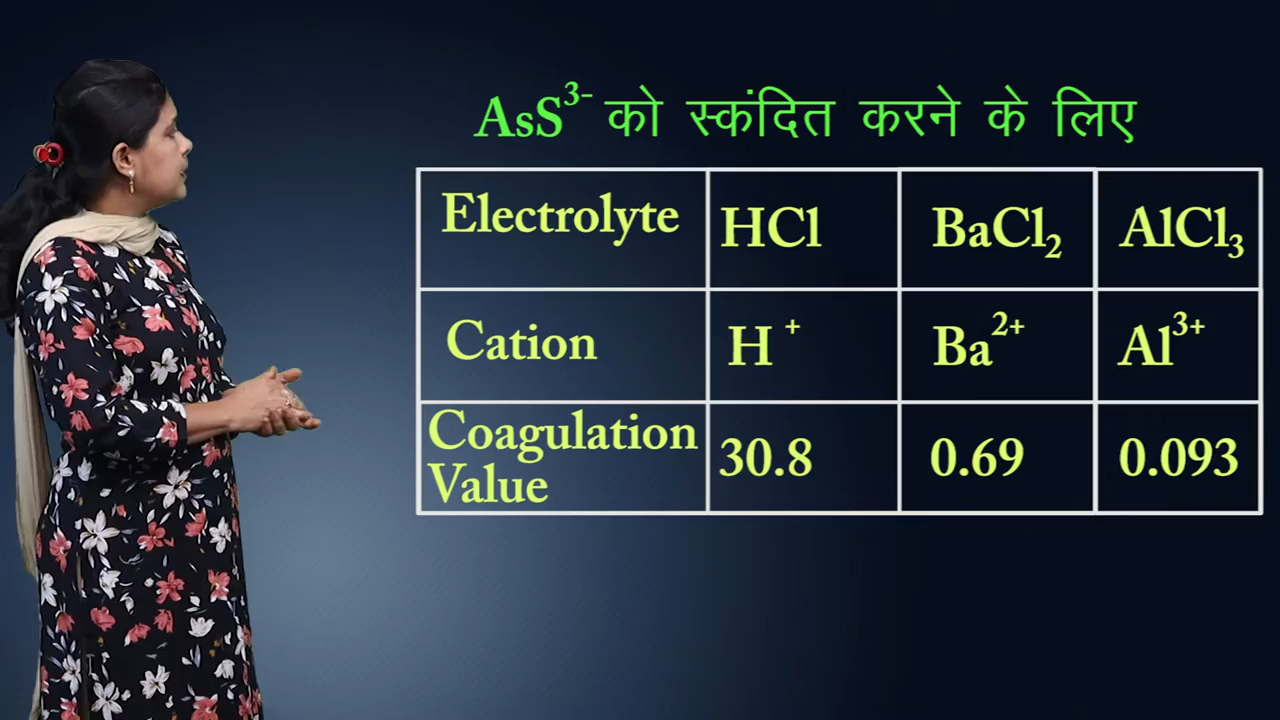 AsS³⁻ को स्कंदित करने के लिए
Electrolyte HCl BaCl₂ AlCl₃
Cation H⁺ Ba²⁺ Al³⁺
Coagulation
Value 30.8 0.69 0.093